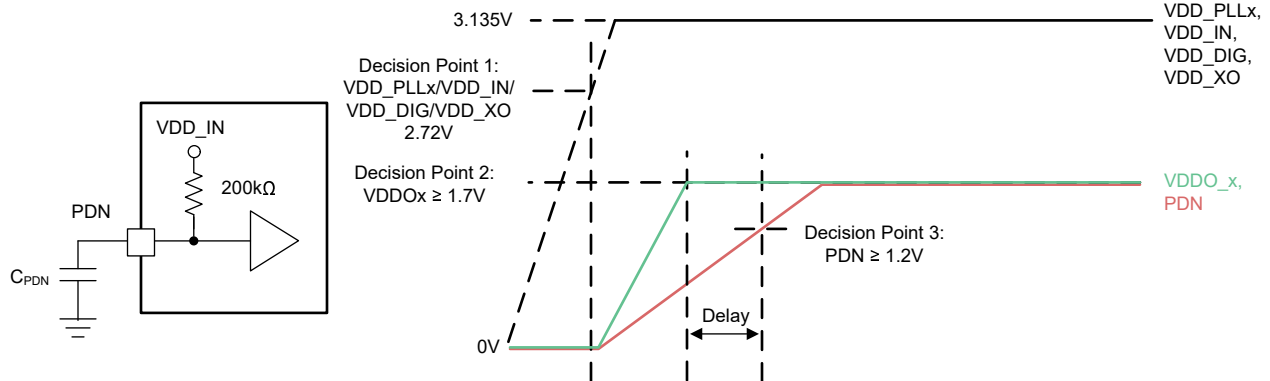 VDD_IN
200kΩ
PDN
CPDN
3.135V
Decision Point 1:
VDD_PLLx/VDD_IN/
VDD_DIG/VDD_XO
2.72V
Decision Point 2:
VDDOx ≥ 1.7V
0V
Delay
Decision Point 3:
PDN ≥ 1.2V
VDD_PLLx,
VDD_IN,
VDD_DIG,
VDD_XO
VDDO_x,
PDN